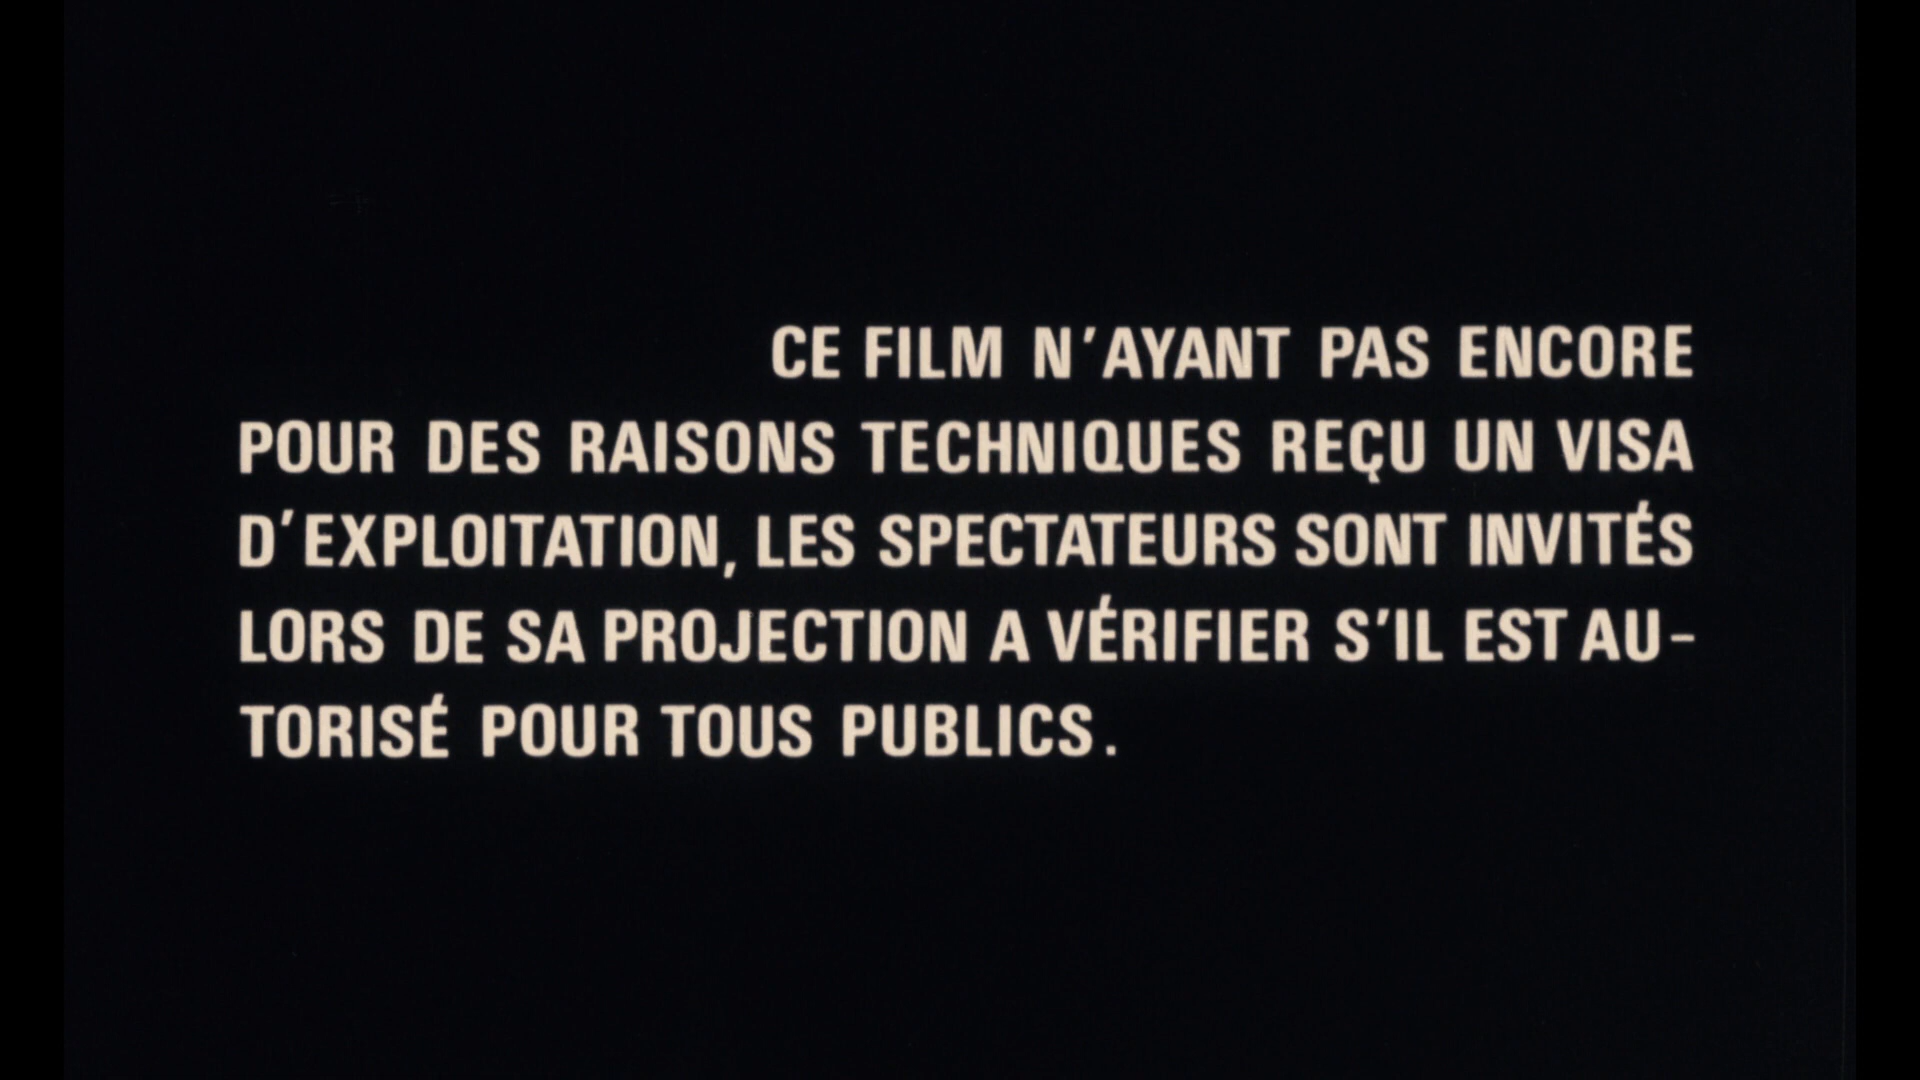 CE FILM N'AYANT PAS ENCORE
POUR DES RAISONS TECHNIQUES REÇU UN VISA
D'EXPLOITATION, LES SPECTATEURS SONT INVITÉS
LORS DE SA PROJECTION A VÉRIFIER S'IL EST AU-
TORISÉ POUR TOUS PUBLICS.